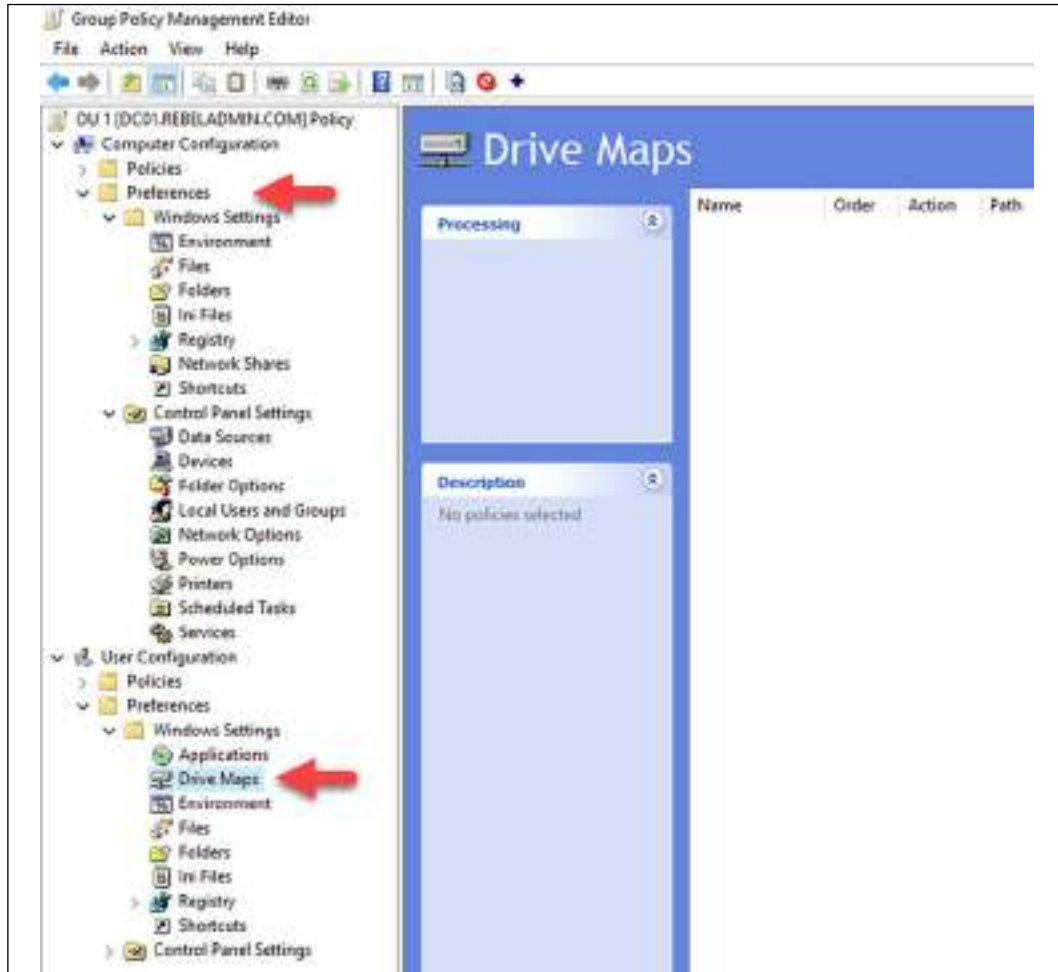 Group Policy Management Editor
File Action View Help
OU 1 [DC01.REBELADMIN.COM] Policy
Computer Configuration
Policies
Preferences
Windows Settings
Environment
Files
Folders
Ini Files
Registry
Network Shares
Shortcuts
Control Panel Settings
Data Sources
Devices
Folder Options
Local Users and Groups
Network Options
Power Options
Printers
Scheduled Tasks
Services
User Configuration
Policies
Preferences
Windows Settings
Applications
Drive Maps
Environment
Files
Folders
Ini Files
Registry
Shortcuts
Control Panel Settings
Drive Maps
Processing
Description
No policies selected
Name Order Action Path